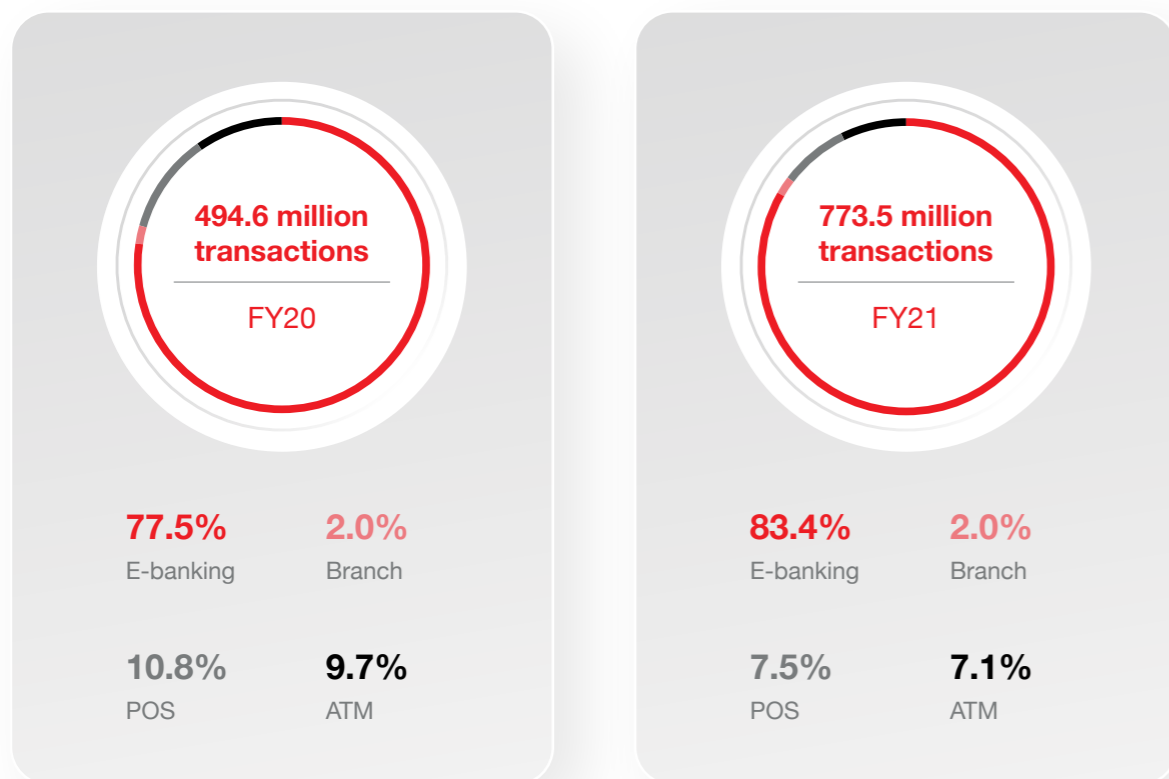 494.6 million
transactions
FY20
77.5%
E-banking
2.0%
Branch
10.8%
POS
9.7%
ATM
773.5 million
transactions
FY21
83.4%
E-banking
2.0%
Branch
7.5%
POS
7.1%
ATM